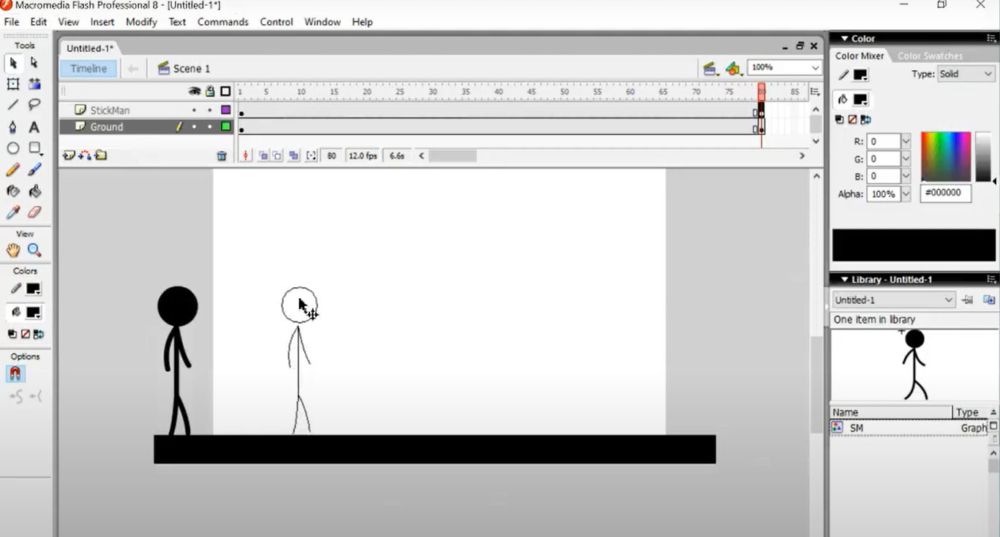 Macromedia Flash Professional 8 - [Untitled-1*]
File Edit View Insert Modify Text Commands Control Window Help
Tools
View
Colors
Options
Untitled-1*
Timeline Scene 1 100%
1 5 10 15 20 25 30 35 40 45 50 55 60 65 70 75 80 85
StickMan
Ground
80 12.0 fps 6.6s
Color
Color Mixer Color Swatches
Type: Solid
R: 0
G: 0
B: 0
Alpha: 100% #000000
Library - Untitled-1
Untitled-1
One item in library
Name Type
SM Graph